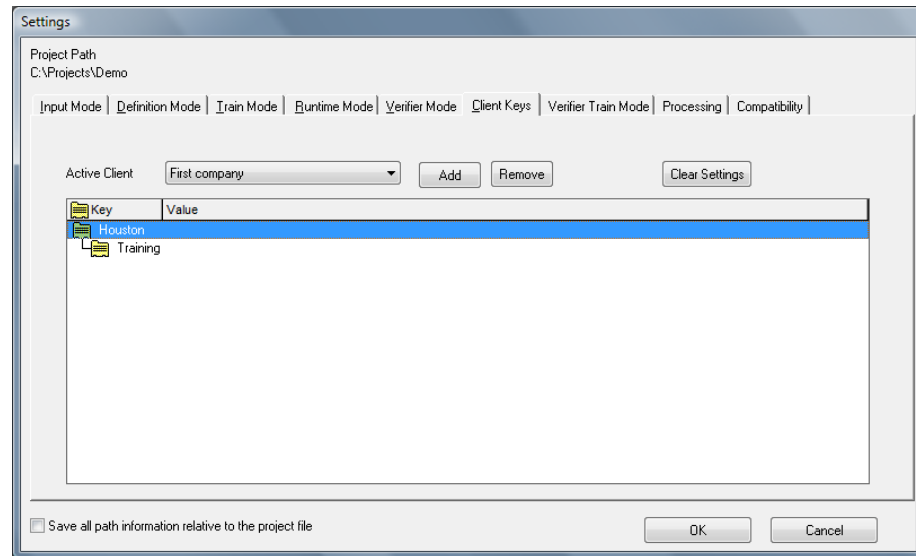 Settings
Project Path
C:\Projects\Demo
Input Mode Definition Mode Train Mode Runtime Mode Verifier Mode Client Keys Verifier Train Mode Processing Compatibility
Active Client First company Add Remove Clear Settings
Key Value
Houston
Training
Save all path information relative to the project file OK Cancel